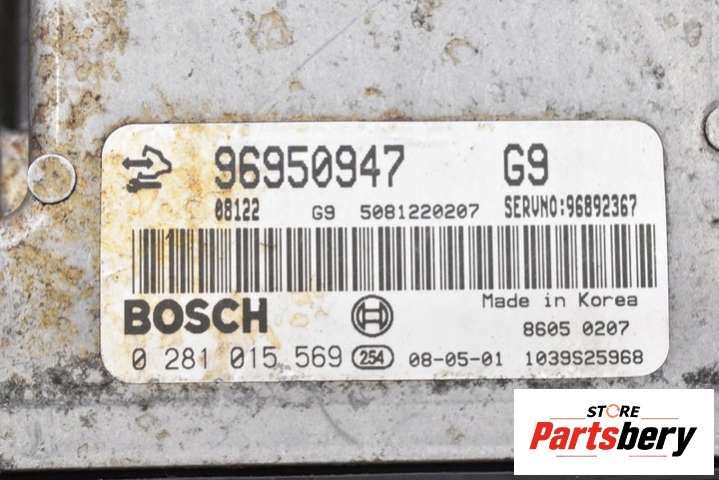 96950947 G9
08122 G9 5081220207 SERVNO:96892367
Made in Korea
BOSCH
8605 0207
0 281 015 569 254 08-05-01 1039S25968
STORE
Partsbery